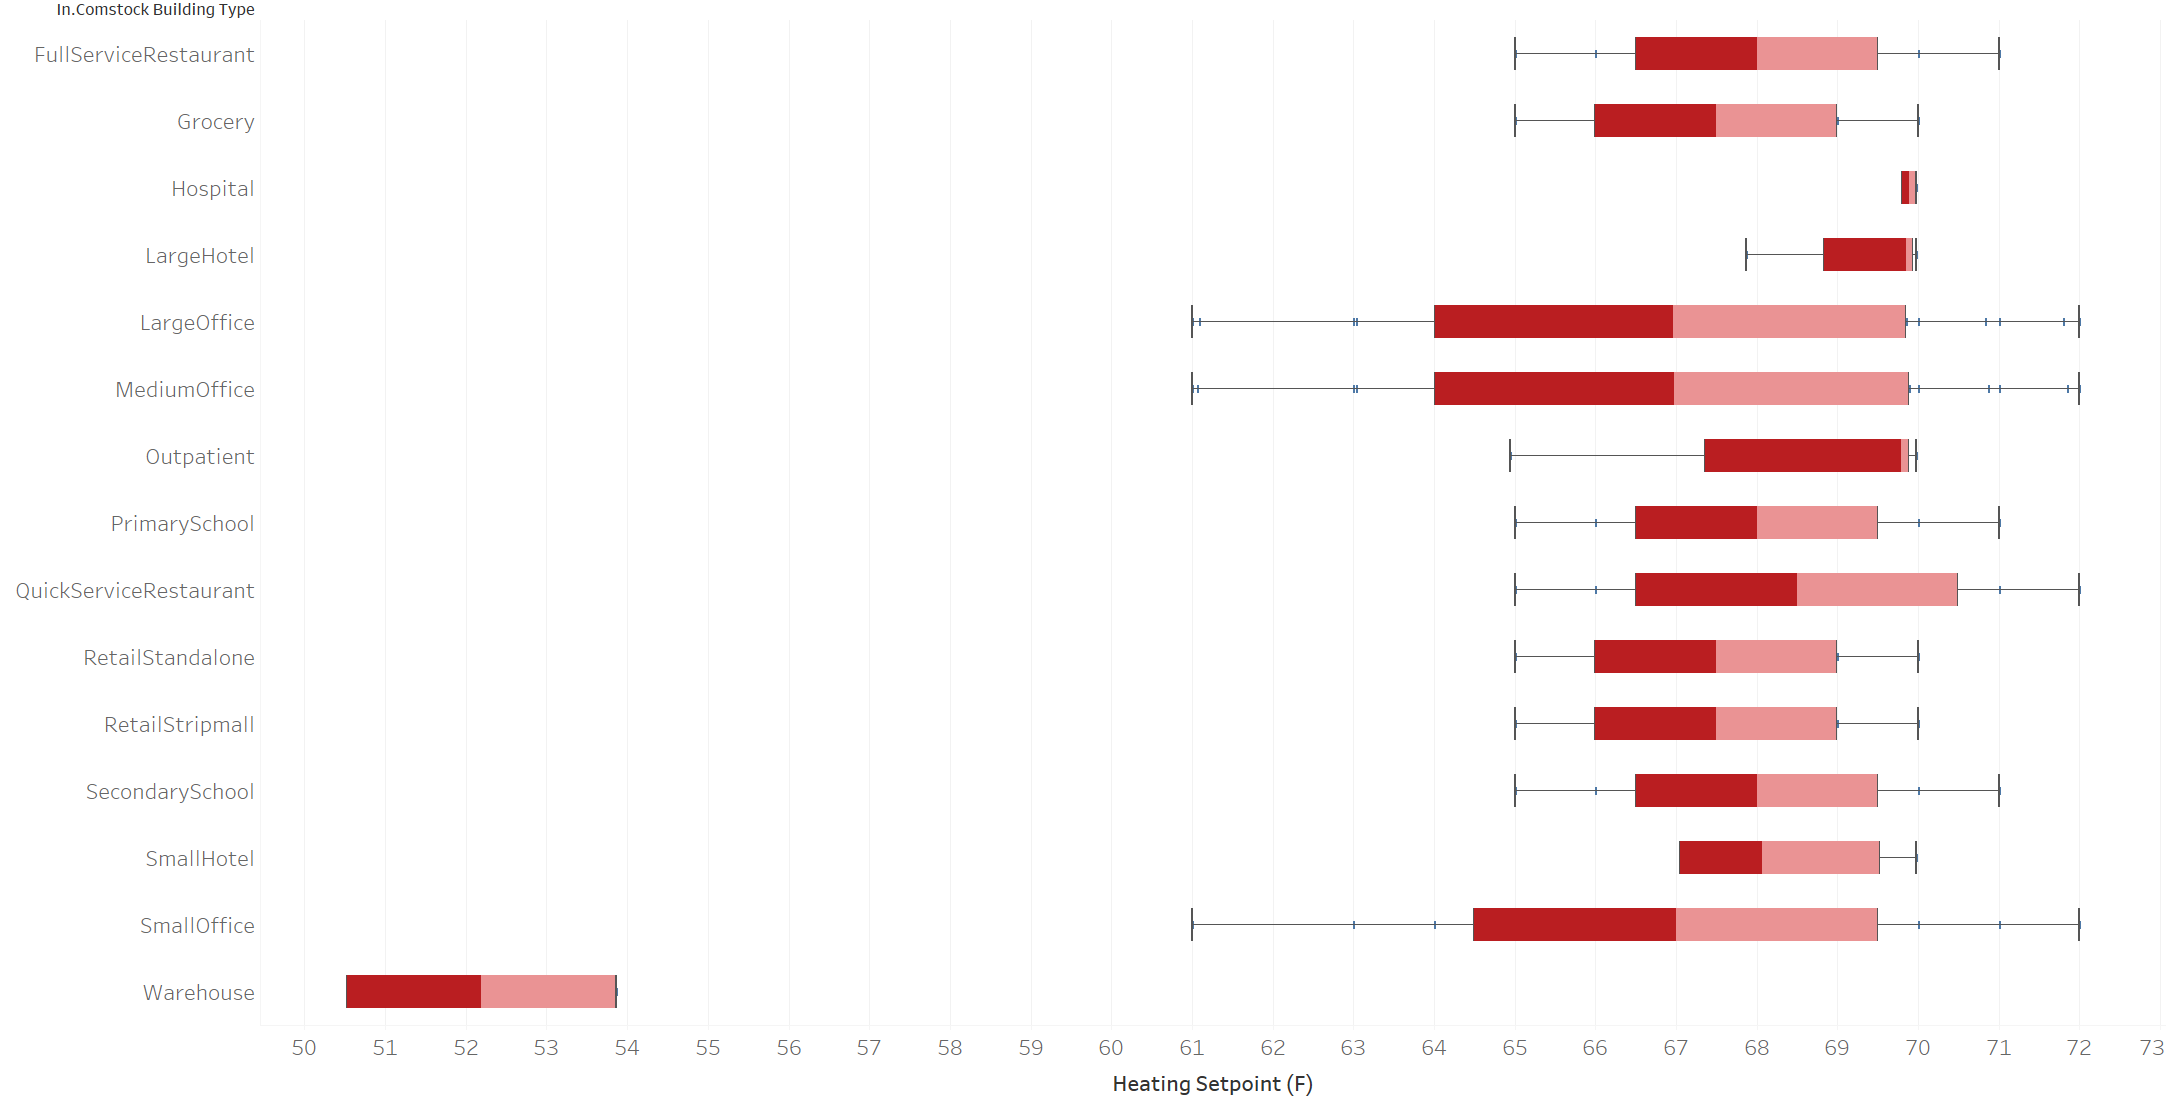 In.Comstock Building Type
FullServiceRestaurant
Grocery
Hospital
LargeHotel
LargeOffice
MediumOffice
Outpatient
PrimarySchool
QuickServiceRestaurant
RetailStandalone
RetailStripmall
SecondarySchool
SmallHotel
SmallOffice
Warehouse
50 51 52 53 54 55 56 57 58 59 60 61 62 63 64 65 66 67 68 69 70 71 72 73
Heating Setpoint (F)